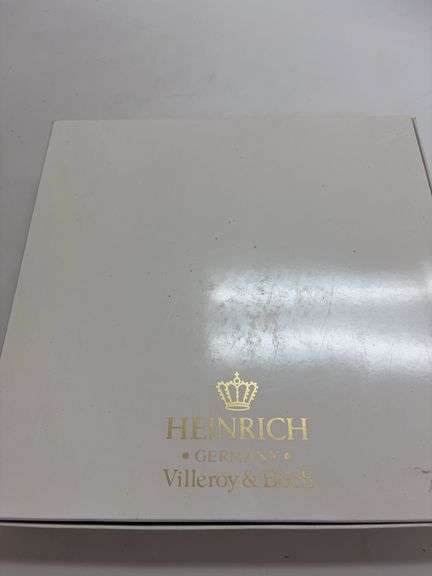 HEINRICH
• GERMANY •
Villeroy & Boch